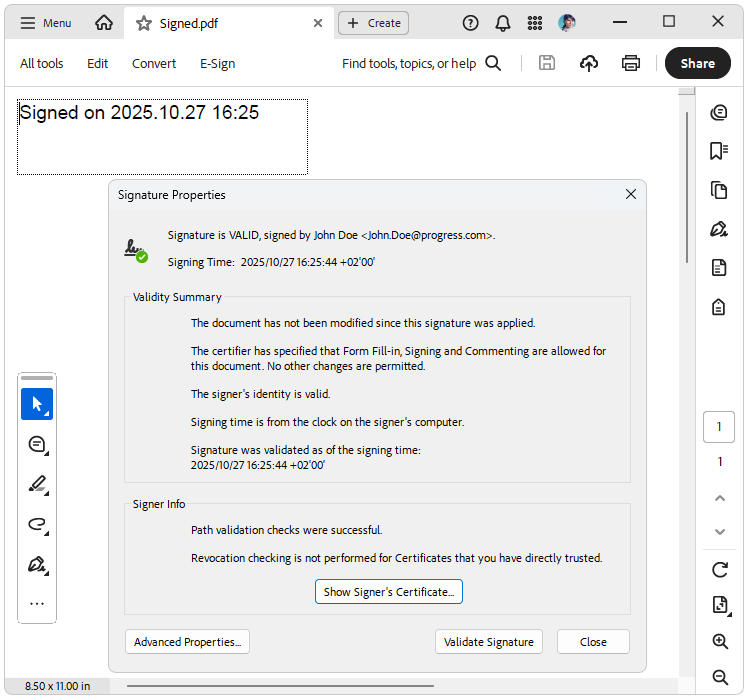 Menu
Signed.pdf
Create
All tools
Edit
Convert
E-Sign
Find tools, topics, or help
Share
Signed on 2025.10.27 16:25
Signature Properties
Signature is VALID, signed by John Doe <John.Doe@progress.com>.
Signing Time: 2025/10/27 16:25:44 +02'00'
Validity Summary
The document has not been modified since this signature was applied.
The certifier has specified that Form Fill-in, Signing and Commenting are allowed for
this document. No other changes are permitted.
The signer's identity is valid.
Signing time is from the clock on the signer's computer.
Signature was validated as of the signing time:
2025/10/27 16:25:44 +02'00'
Signer Info
Path validation checks were successful.
Revocation checking is not performed for Certificates that you have directly trusted.
Show Signer's Certificate...
Advanced Properties...
Validate Signature
Close
1
1
8.50 x 11.00 in